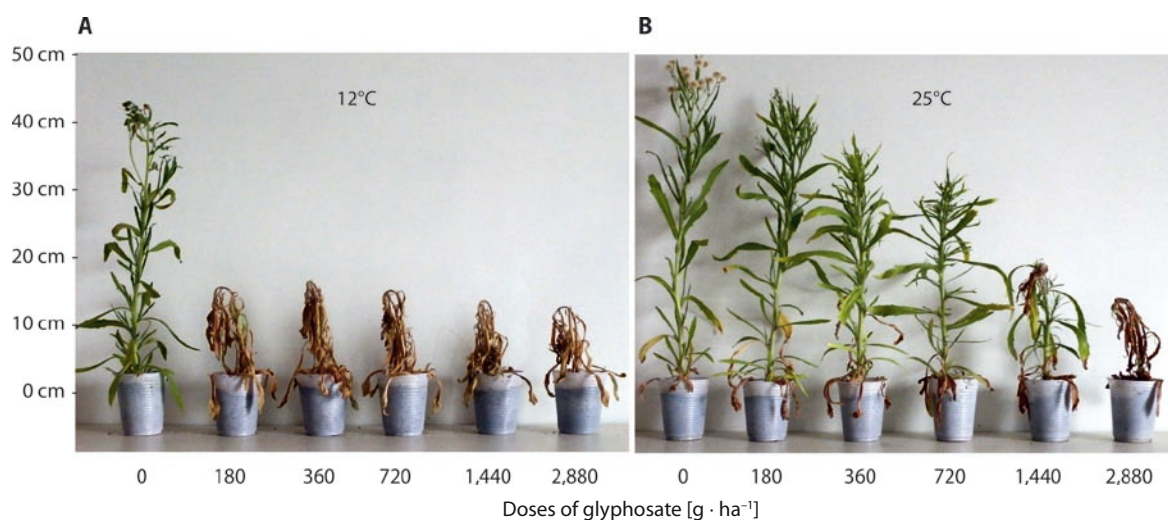 A
B
50 cm
40 cm
30 cm
20 cm
10 cm
0 cm
12°C
25°C
0 180 360 720 1,440 2,880
0 180 360 720 1,440 2,880
Doses of glyphosate [g · ha⁻¹]